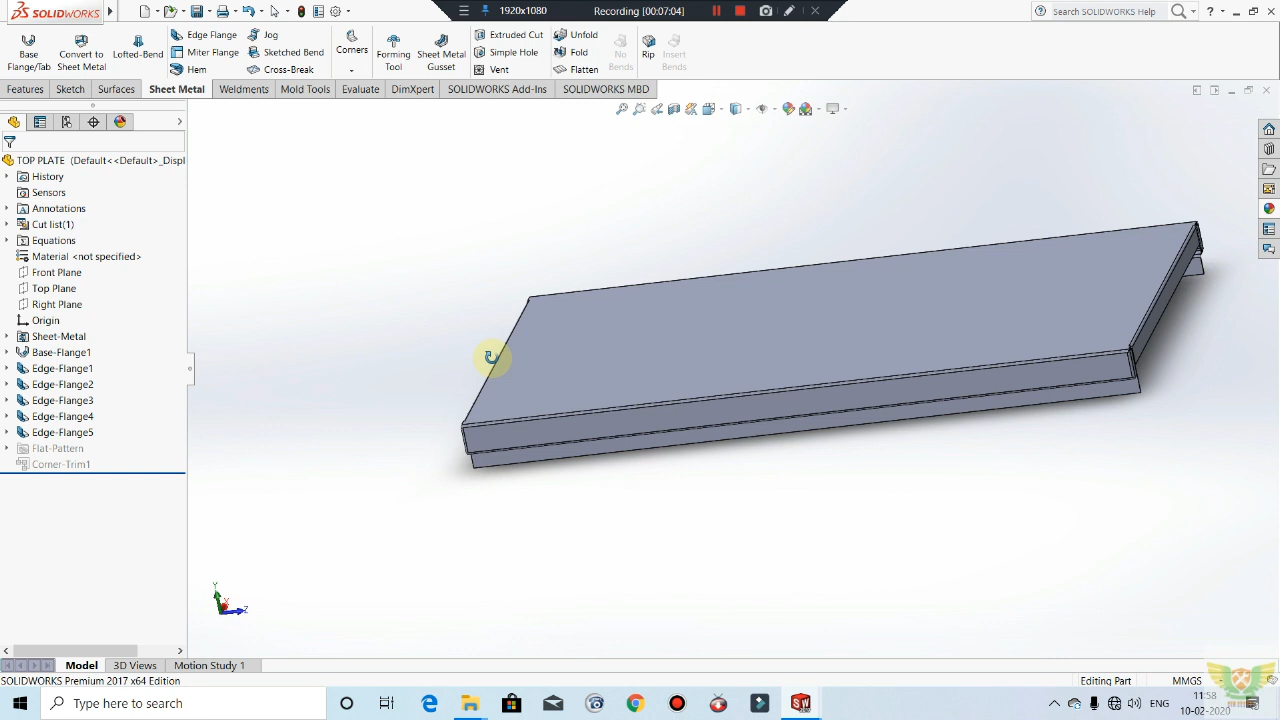 SOLIDWORKS
1920x1080
Recording [00:07:04]
Search SOLIDWORKS Help
?
Base Flange/Tab
Convert to Sheet Metal
Lofted-Bend
Edge Flange
Miter Flange
Hem
Jog
Sketched Bend
Cross-Break
Corners
Forming Tool
Sheet Metal Gusset
Extruded Cut
Simple Hole
Vent
Unfold
Fold
Flatten
No Bends
Rip
Insert Bends
Features
Sketch
Surfaces
Sheet Metal
Weldments
Mold Tools
Evaluate
DimXpert
SOLIDWORKS Add-Ins
SOLIDWORKS MBD
TOP PLATE (Default<<Default>_Displ
History
Sensors
Annotations
Cut list(1)
Equations
Material <not specified>
Front Plane
Top Plane
Right Plane
Origin
Sheet-Metal
Base-Flange1
Edge-Flange1
Edge-Flange2
Edge-Flange3
Edge-Flange4
Edge-Flange5
Flat-Pattern
Corner-Trim1
Y
X
Z
Model
3D Views
Motion Study 1
SOLIDWORKS Premium 2017 x64 Edition
Editing Part
MMGS
Type here to search
ENG
11:58
10-02-2020